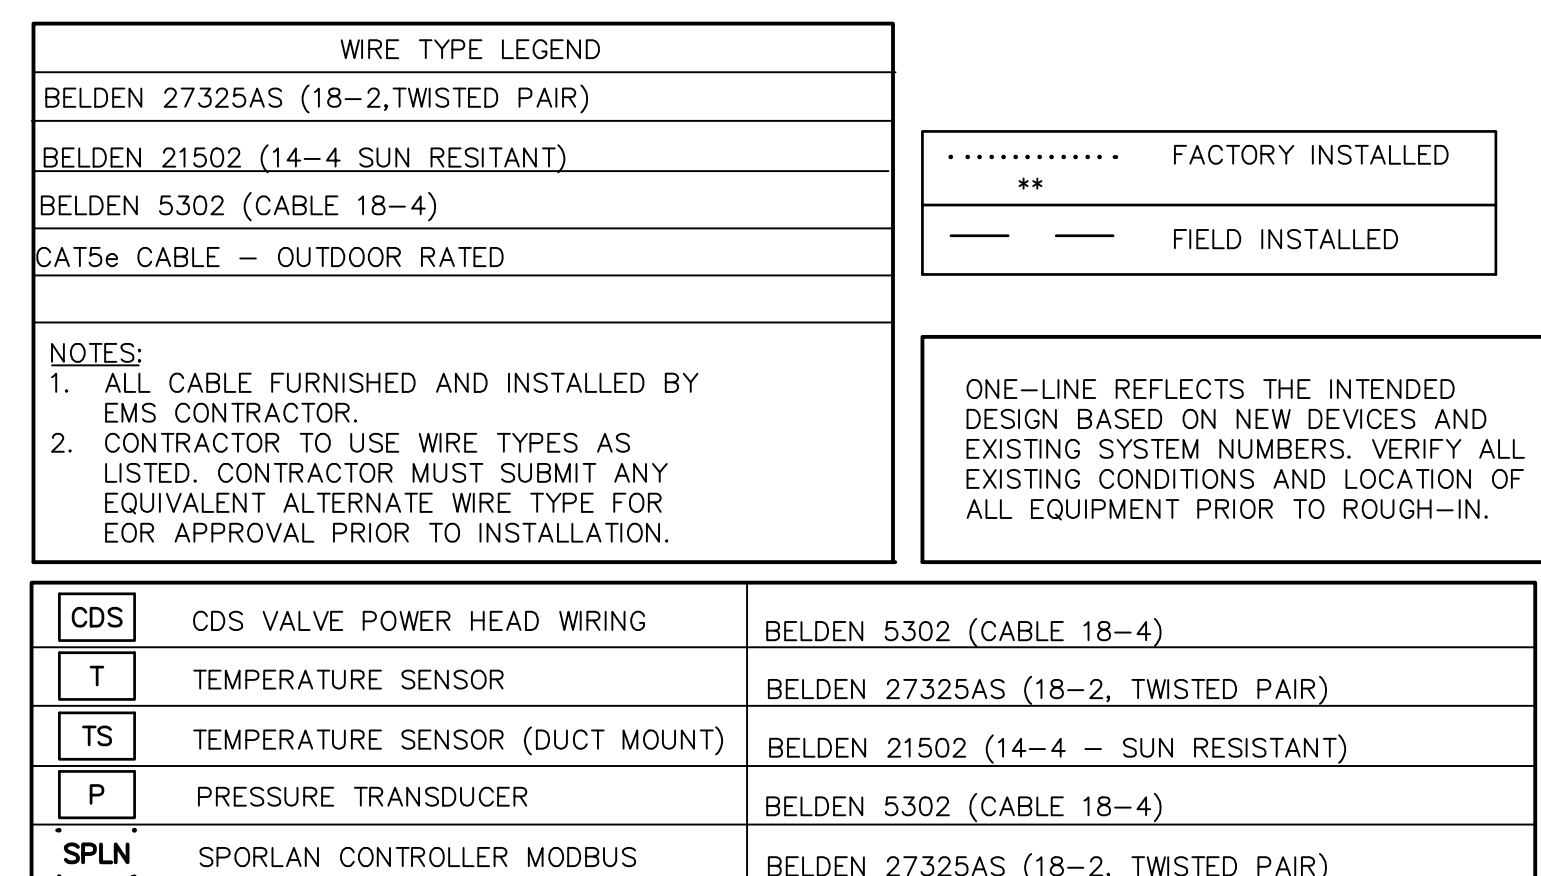 WIRE TYPE LEGEND
BELDEN 27325AS (18-2,TWISTED PAIR)
BELDEN 21502 (14-4 SUN RESITANT)
BELDEN 5302 (CABLE 18-4)
CAT5e CABLE - OUTDOOR RATED
NOTES:
1. ALL CABLE FURNISHED AND INSTALLED BY
EMS CONTRACTOR.
2. CONTRACTOR TO USE WIRE TYPES AS
LISTED. CONTRACTOR MUST SUBMIT ANY
EQUIVALENT ALTERNATE WIRE TYPE FOR
EOR APPROVAL PRIOR TO INSTALLATION.
FACTORY INSTALLED
**
FIELD INSTALLED
ONE-LINE REFLECTS THE INTENDED
DESIGN BASED ON NEW DEVICES AND
EXISTING SYSTEM NUMBERS. VERIFY ALL
EXISTING CONDITIONS AND LOCATION OF
ALL EQUIPMENT PRIOR TO ROUGH-IN.
CDS CDS VALVE POWER HEAD WIRING BELDEN 5302 (CABLE 18-4)
T TEMPERATURE SENSOR BELDEN 27325AS (18-2, TWISTED PAIR)
TS TEMPERATURE SENSOR (DUCT MOUNT) BELDEN 21502 (14-4 - SUN RESISTANT)
P PRESSURE TRANSDUCER BELDEN 5302 (CABLE 18-4)
SPLN SPORLAN CONTROLLER MODBUS BELDEN 27325AS (18-2, TWISTED PAIR)